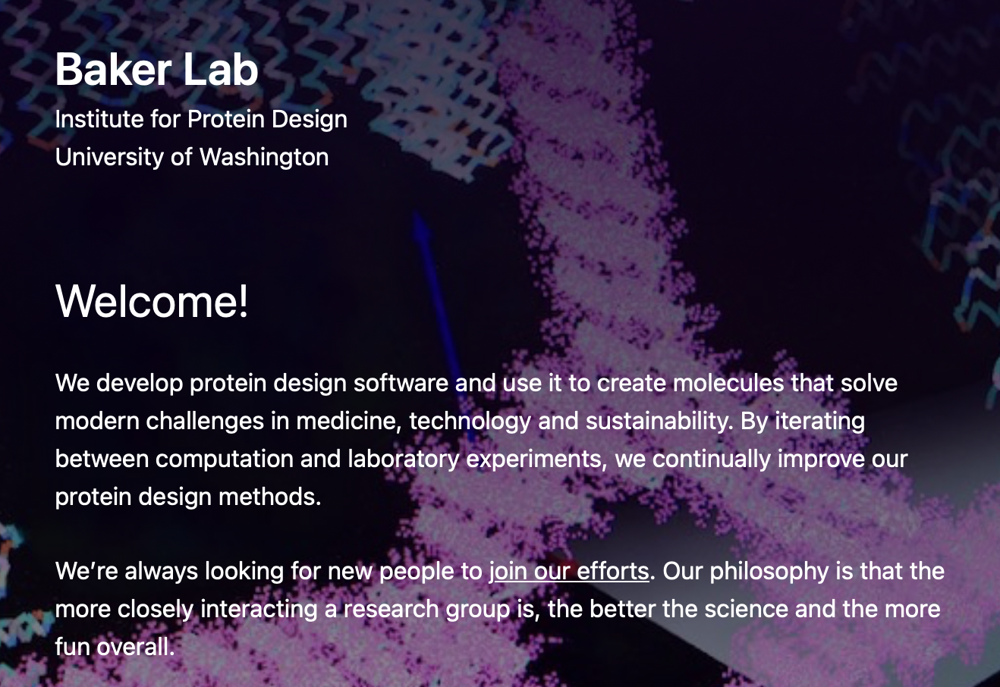 Baker Lab
Institute for Protein Design
University of Washington
Welcome!
We develop protein design software and use it to create molecules that solve
modern challenges in medicine, technology and sustainability. By iterating
between computation and laboratory experiments, we continually improve our
protein design methods.
We’re always looking for new people to join our efforts. Our philosophy is that the
more closely interacting a research group is, the better the science and the more
fun overall.